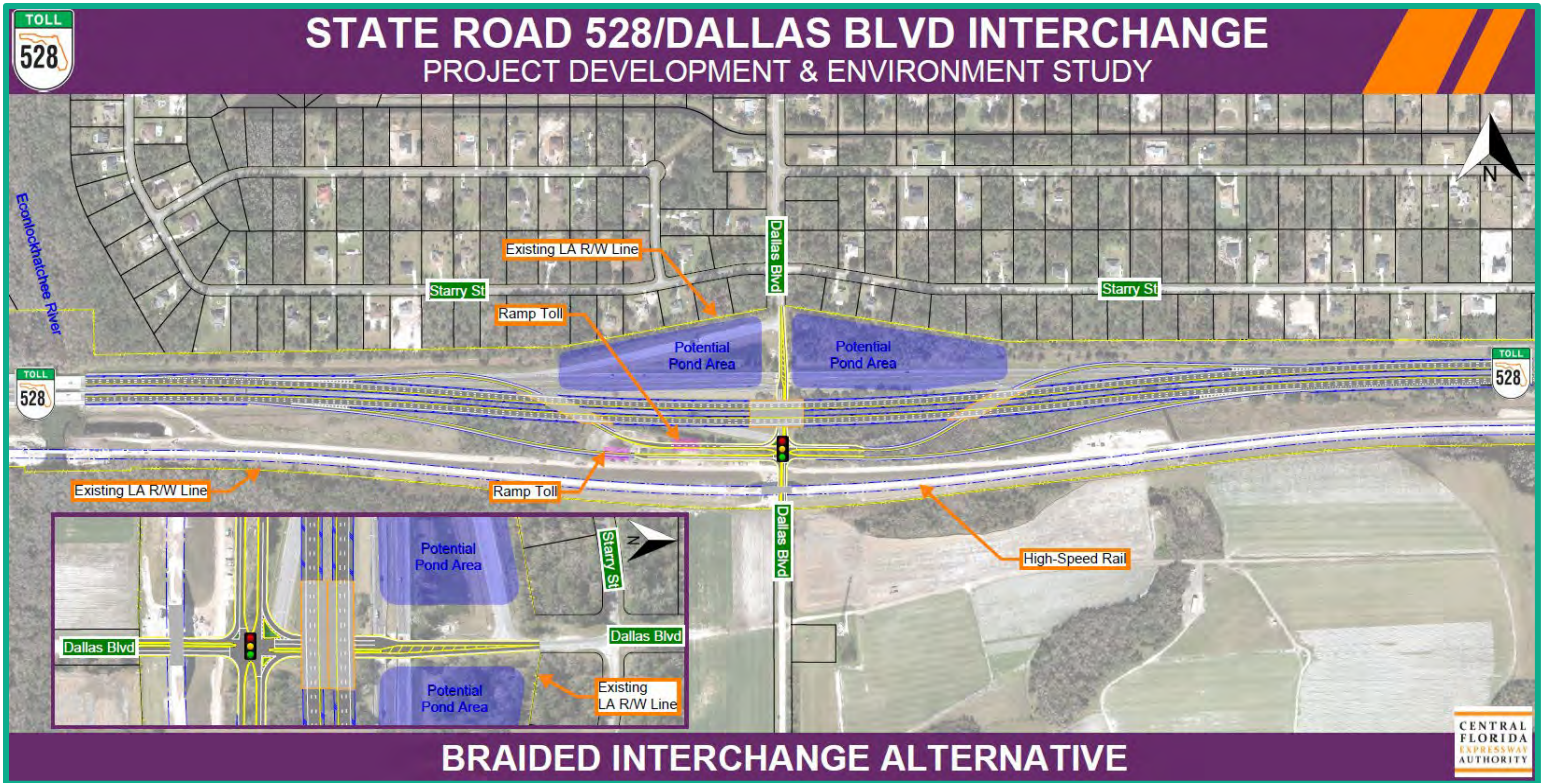 TOLL
528
STATE ROAD 528/DALLAS BLVD INTERCHANGE
PROJECT DEVELOPMENT & ENVIRONMENT STUDY
N
Econlockhatchee River
Dallas Blvd
Existing LA R/W Line
Starry St
Starry St
Ramp Toll
Potential
Pond Area
Potential
Pond Area
TOLL
528
TOLL
528
Existing LA R/W Line
Ramp Toll
Dallas Blvd
High-Speed Rail
Potential
Pond Area
Starry St
N
Dallas Blvd
Dallas Blvd
Potential
Pond Area
Existing
LA R/W Line
BRAIDED INTERCHANGE ALTERNATIVE
CENTRAL
FLORIDA
EXPRESSWAY
AUTHORITY